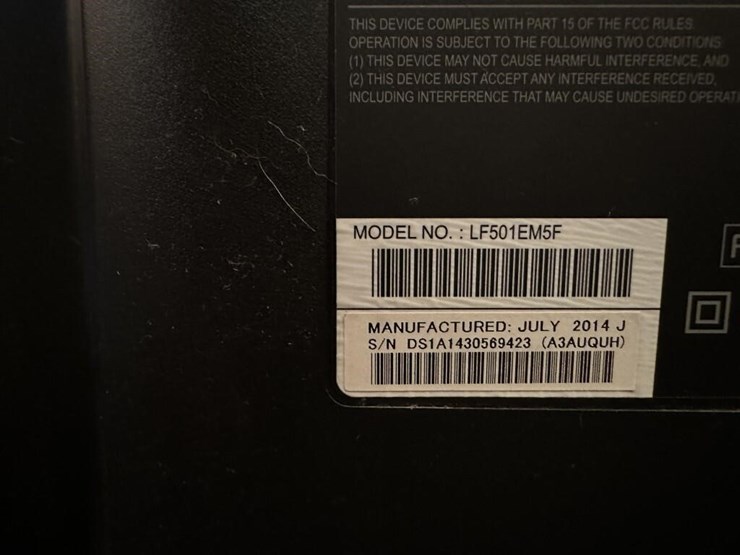 THIS DEVICE COMPLIES WITH PART 15 OF THE FCC RULES
OPERATION IS SUBJECT TO THE FOLLOWING TWO CONDITIONS
(1) THIS DEVICE MAY NOT CAUSE HARMFUL INTERFERENCE, AND
(2) THIS DEVICE MUST ACCEPT ANY INTERFERENCE RECEIVED,
INCLUDING INTERFERENCE THAT MAY CAUSE UNDESIRED OPERATI
MODEL NO. : LF501EM5F
MANUFACTURED: JULY 2014 J
S/N DS1A1430569423 (A3AUQUH)